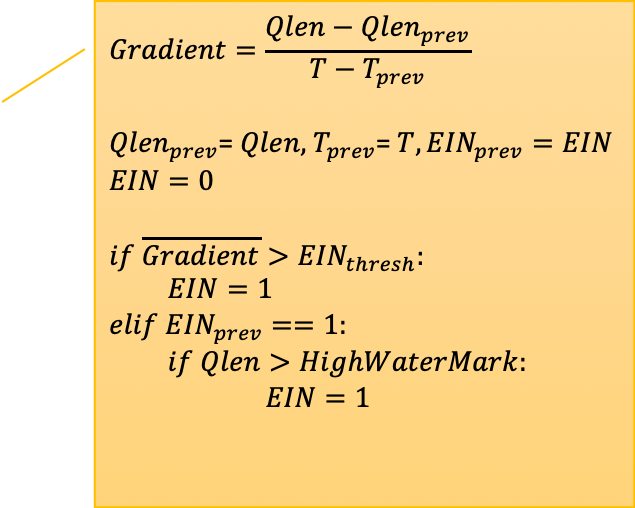 Gradient = (Qlen − Qlen_prev) / (T − T_prev)
Qlen_prev= Qlen, T_prev= T, EIN_prev = EIN
EIN = 0
if \overline{Gradient} > EIN_thresh:
EIN = 1
elif EIN_prev == 1:
if Qlen > HighWaterMark:
EIN = 1